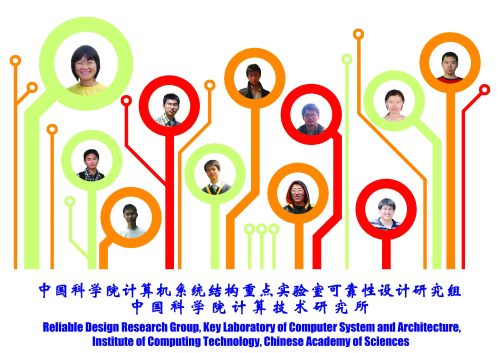 中国科学院计算机系统结构重点实验室可靠性设计研究组
中国科学院计算技术研究所
Reliable Design Research Group, Key Laboratory of Computer System and Architecture,
Institute of Computing Technology, Chinese Academy of Sciences